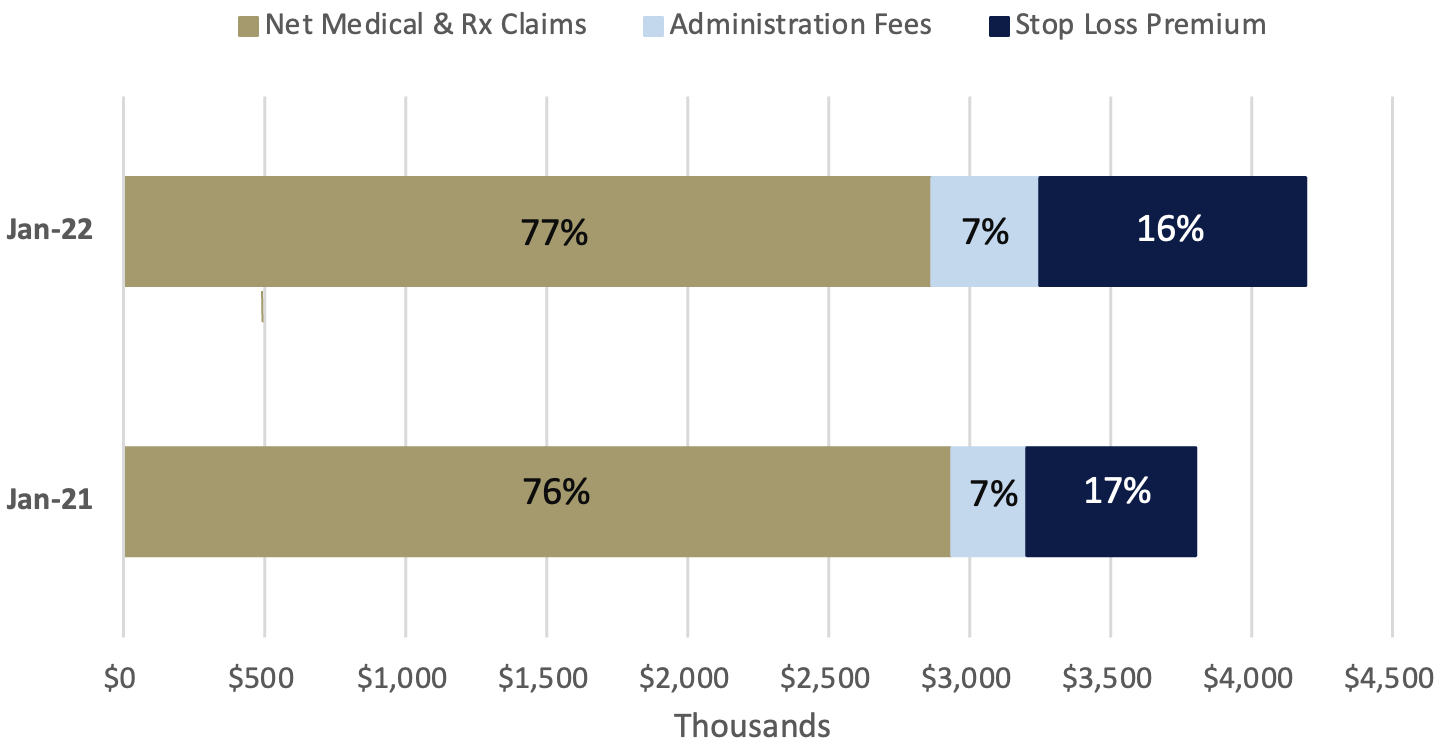 Net Medical & Rx Claims Administration Fees Stop Loss Premium
Jan-22 77% 7% 16%
Jan-21 76% 7% 17%
$0 $500 $1,000 $1,500 $2,000 $2,500 $3,000 $3,500 $4,000 $4,500
Thousands